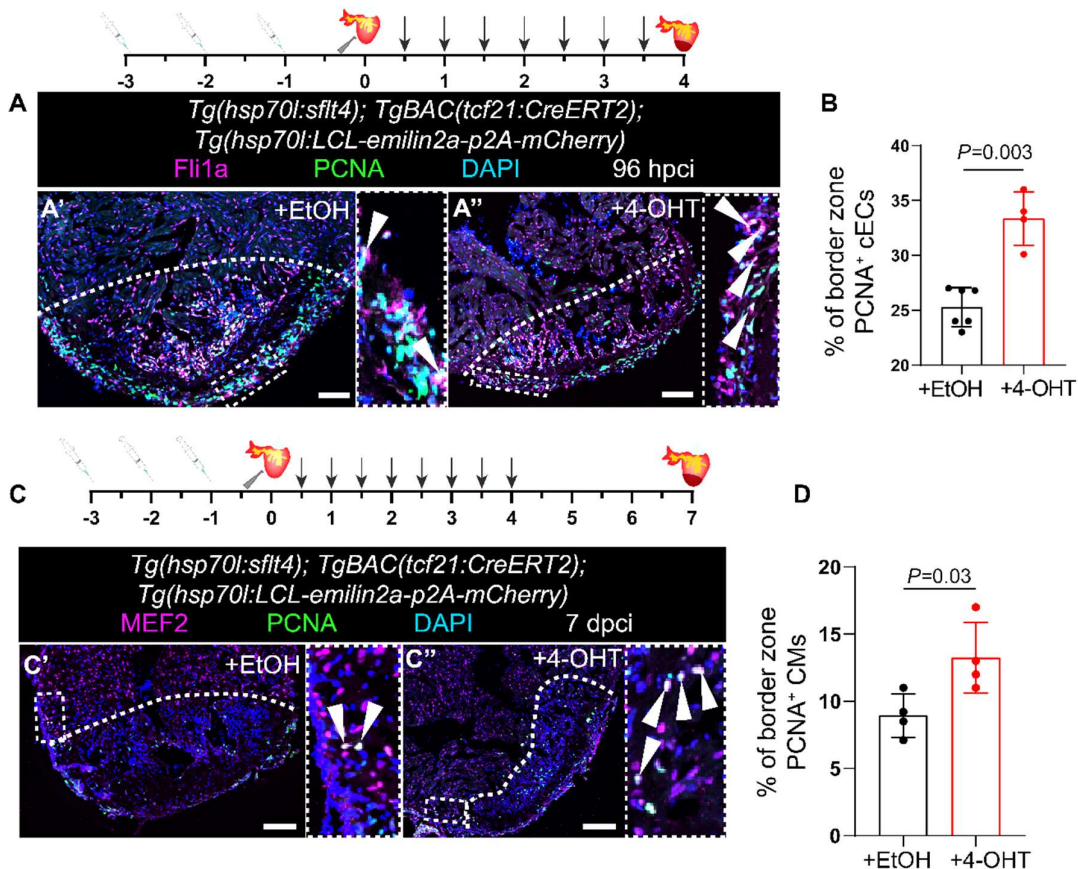 -3 -2 -1 0 1 2 3 4
A
Tg(hsp70l:sflt4); TgBAC(tcf21:CreERT2);
Tg(hsp70l:LCL-emilin2a-p2A-mCherry)
Fli1a PCNA DAPI 96 hpci
A' +EtOH
A" +4-OHT
B
% of border zone
PCNA+ cECs
40
35
30
25
20
P=0.003
+EtOH +4-OHT
C
-3 -2 -1 0 1 2 3 4 5 6 7
Tg(hsp70l:sflt4); TgBAC(tcf21:CreERT2);
Tg(hsp70l:LCL-emilin2a-p2A-mCherry)
MEF2 PCNA DAPI 7 dpci
C' +EtOH
C" +4-OHT
D
% of border zone
PCNA+ CMs
20
15
10
5
0
P=0.03
+EtOH +4-OHT